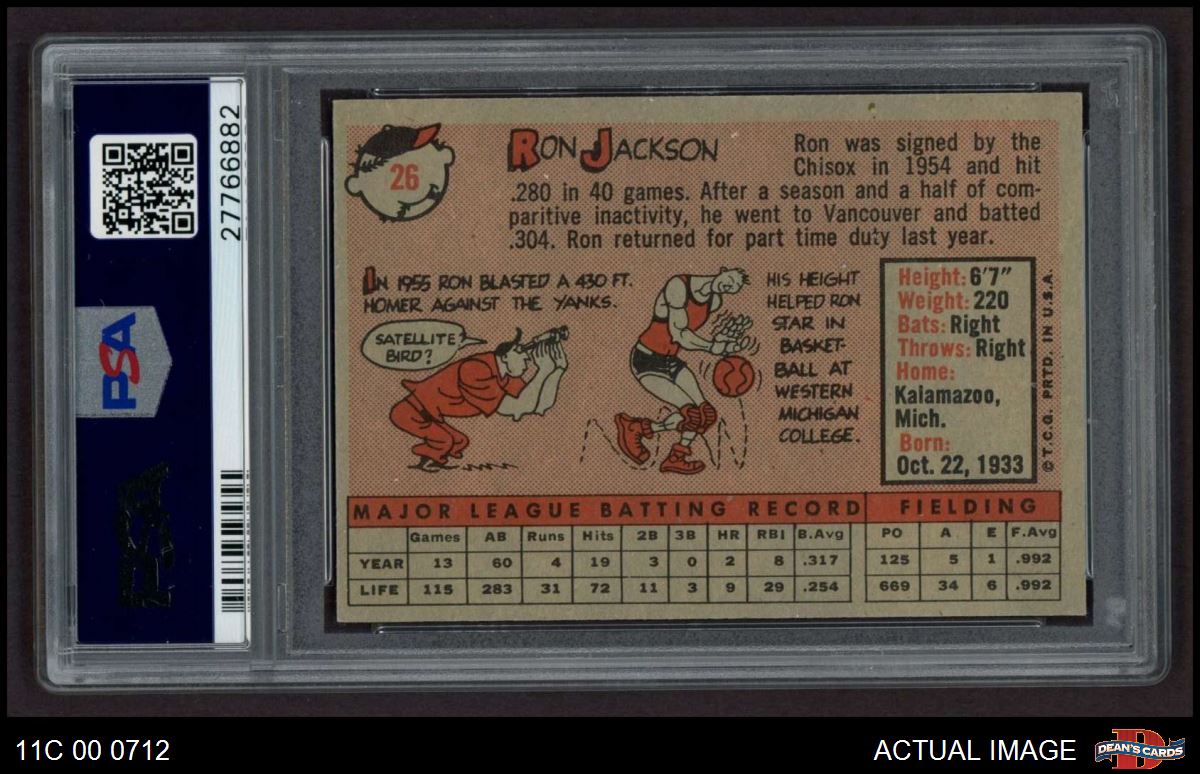 27766882
PSA
PSA
26
RON JACKSON
Ron was signed by the
Chisox in 1954 and hit
.280 in 40 games. After a season and a half of com-
paritive inactivity, he went to Vancouver and batted
.304. Ron returned for part time duty last year.
IN 1955 RON BLASTED A 430 FT.
HOMER AGAINST THE YANKS.
SATELLITE?
BIRD?
HIS HEIGHT
HELPED RON
STAR IN
BASKET-
BALL AT
WESTERN
MICHIGAN
COLLEGE.
Height: 6'7"
Weight: 220
Bats: Right
Throws: Right
Home:
Kalamazoo,
Mich.
Born:
Oct. 22, 1933
©T.C.G. PRTD. IN U.S.A.
MAJOR LEAGUE BATTING RECORD FIELDING
Games AB Runs Hits 2B 3B HR RBI B.Avg PO A E F.Avg
YEAR 13 60 4 19 3 0 2 8 .317 125 5 1 .992
LIFE 115 283 31 72 11 3 9 29 .254 669 34 6 .992
11C 00 0712
ACTUAL IMAGE
D
DEAN'S CARDS